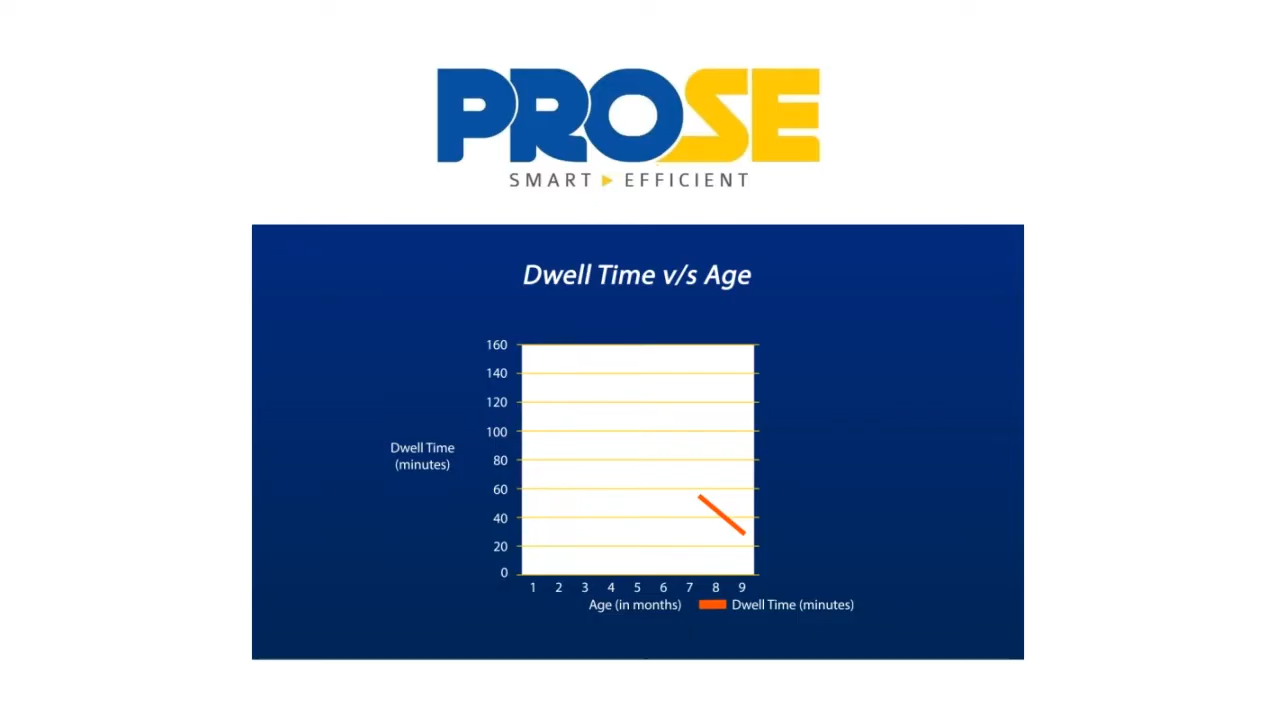 PROSE
SMART ▶ EFFICIENT
Dwell Time v/s Age
160
140
120
100
80
60
40
20
0
Dwell Time
(minutes)
1 2 3 4 5 6 7 8 9
Age (in months) Dwell Time (minutes)